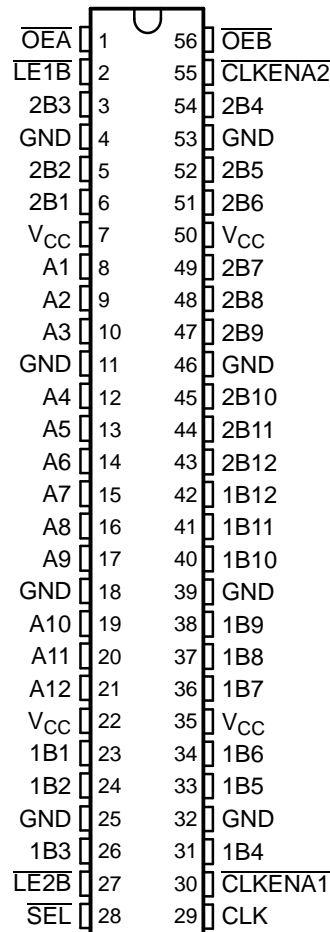 OEA 1 56 OEB
LE1B 2 55 CLKENA2
2B3 3 54 2B4
GND 4 53 GND
2B2 5 52 2B5
2B1 6 51 2B6
VCC 7 50 VCC
A1 8 49 2B7
A2 9 48 2B8
A3 10 47 2B9
GND 11 46 GND
A4 12 45 2B10
A5 13 44 2B11
A6 14 43 2B12
A7 15 42 1B12
A8 16 41 1B11
A9 17 40 1B10
GND 18 39 GND
A10 19 38 1B9
A11 20 37 1B8
A12 21 36 1B7
VCC 22 35 VCC
1B1 23 34 1B6
1B2 24 33 1B5
GND 25 32 GND
1B3 26 31 1B4
LE2B 27 30 CLKENA1
SEL 28 29 CLK